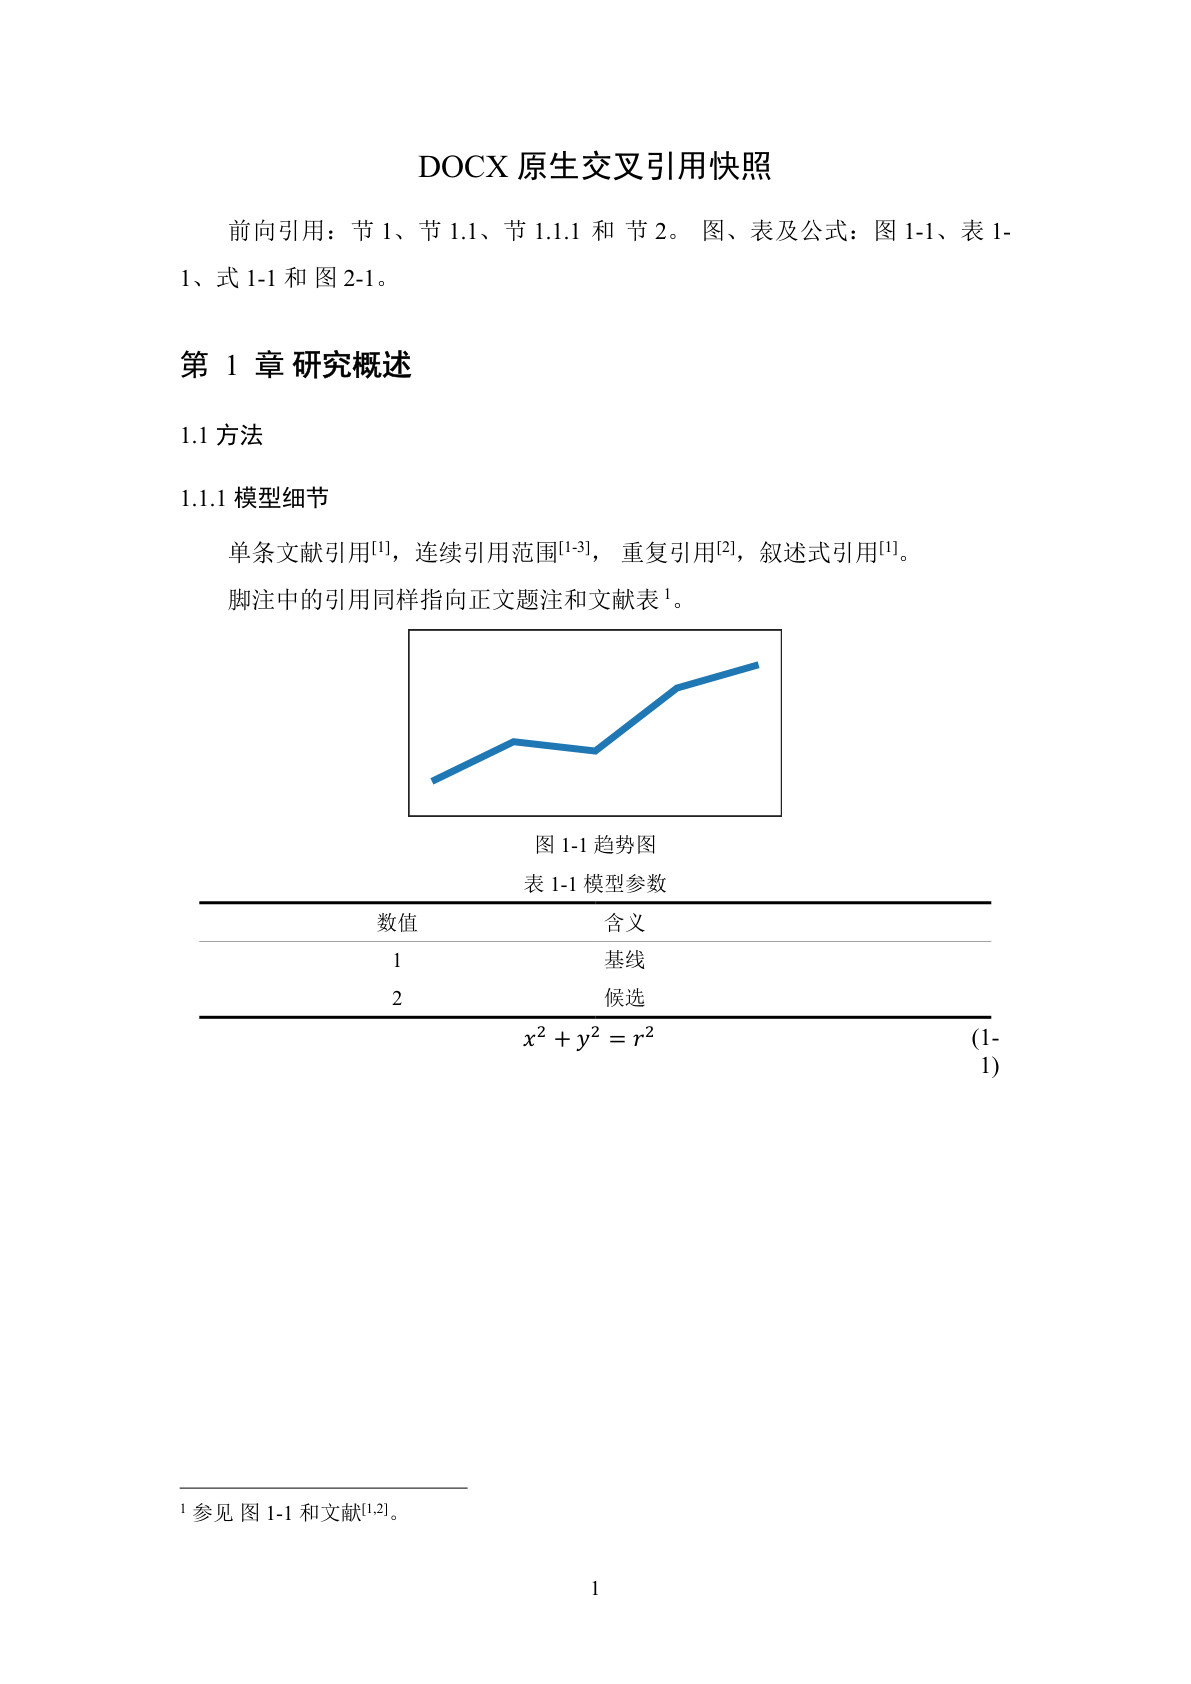 DOCX 原生交叉引用快照
前向引用：节 1、节 1.1、节 1.1.1 和 节 2。 图、表及公式：图 1-1、表 1-
1、式 1-1 和 图 2-1。
第 1 章 研究概述
1.1 方法
1.1.1 模型细节
单条文献引用[1]，连续引用范围[1-3]， 重复引用[2]，叙述式引用[1]。
脚注中的引用同样指向正文题注和文献表 1。
图 1-1 趋势图
表 1-1 模型参数
数值 含义
1 基线
2 候选
x² + y² = r² (1-
1)
1 参见 图 1-1 和文献[1,2]。
1